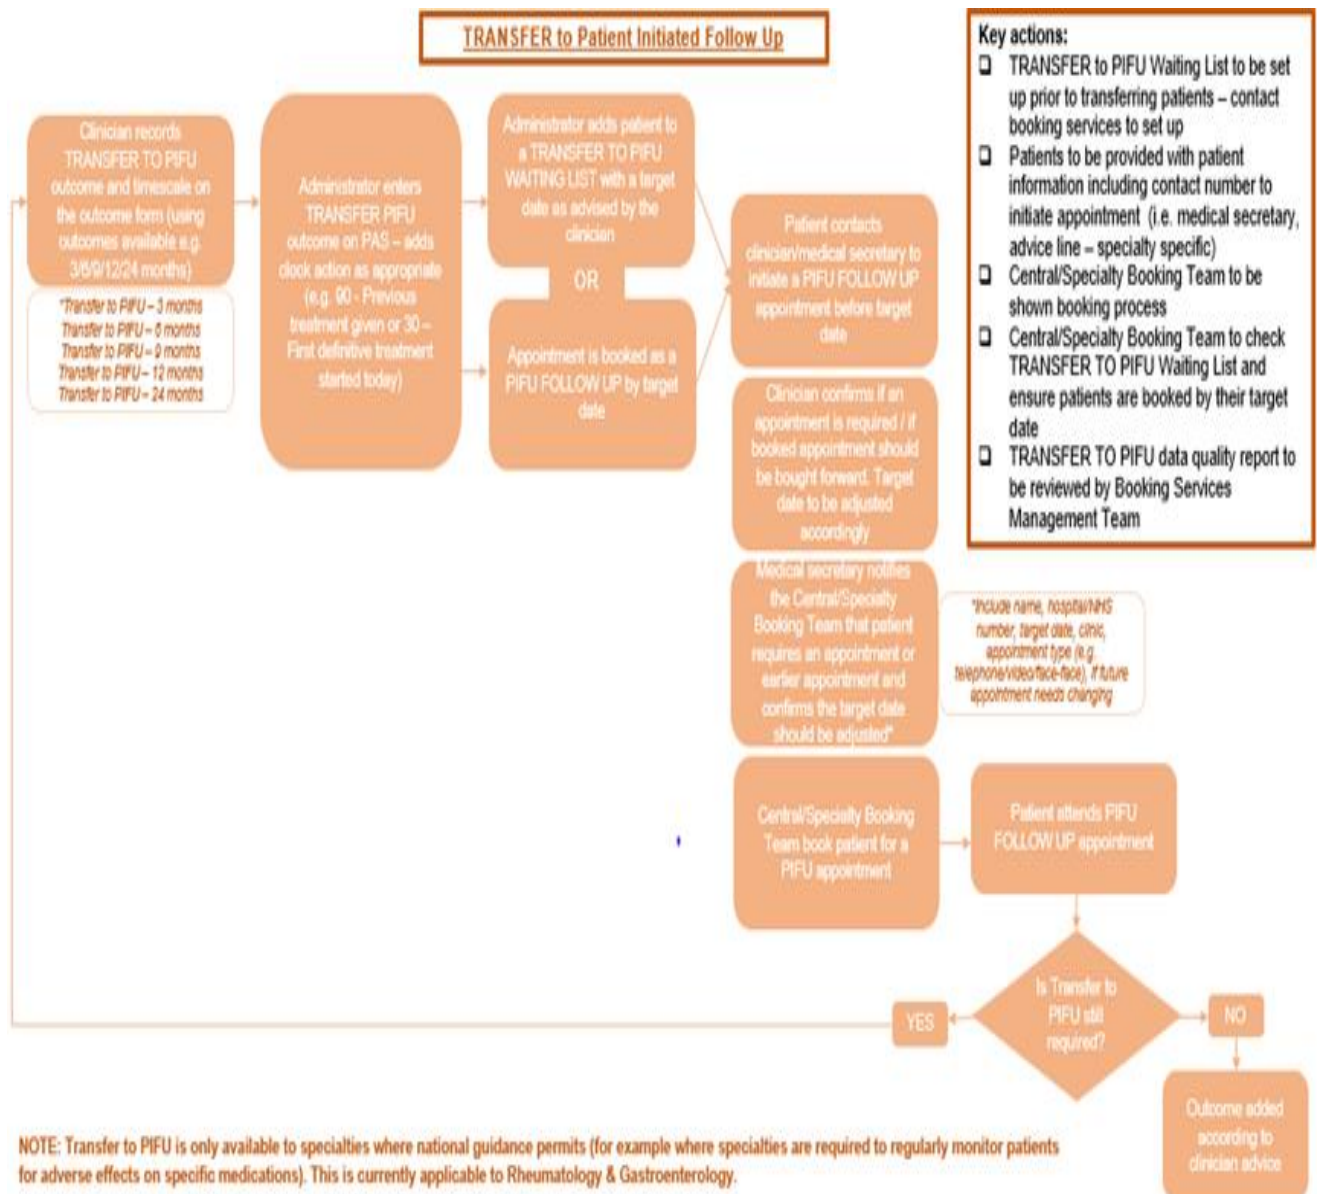 TRANSFER to Patient Initiated Follow Up
Clinician records
TRANSFER TO PIFU
outcome and timescale on
the outcome form (using
outcomes available e.g.
3/6/9/12/24 months)
*Transfer to PIFU – 3 months
Transfer to PIFU – 6 months
Transfer to PIFU – 9 months
Transfer to PIFU – 12 months
Transfer to PIFU – 24 months
Administrator enters
TRANSFER PIFU
outcome on PAS – adds
clock action as appropriate
(e.g. 90 - Previous
treatment given or 30 –
First definitive treatment
started today)
Administrator adds patient to
a TRANSFER TO PIFU
WAITING LIST with a target
date as advised by the
clinician
OR
Appointment is booked as a
PIFU FOLLOW UP by target
date
Patient contacts
clinician/medical secretary to
initiate a PIFU FOLLOW UP
appointment before target
date
Clinician confirms if an
appointment is required / if
booked appointment should
be bought forward. Target
date to be adjusted
accordingly
Medical secretary notifies
the Central/Specialty
Booking Team that patient
requires an appointment or
earlier appointment and
confirms the target date
should be adjusted*
*Include name, hospital/NHS
number, target date, clinic,
appointment type (e.g.
telephone/video/face-face), if future
appointment needs changing
Central/Specialty Booking
Team book patient for a
PIFU appointment
Patient attends PIFU
FOLLOW UP appointment
Is Transfer to
PIFU still
required?
YES
NO
Outcome added
according to
clinician advice
Key actions:
TRANSFER to PIFU Waiting List to be set
up prior to transferring patients – contact
booking services to set up
Patients to be provided with patient
information including contact number to
initiate appointment (i.e. medical secretary,
advice line – specialty specific)
Central/Specialty Booking Team to be
shown booking process
Central/Specialty Booking Team to check
TRANSFER TO PIFU Waiting List and
ensure patients are booked by their target
date
TRANSFER TO PIFU data quality report to
be reviewed by Booking Services
Management Team
NOTE: Transfer to PIFU is only available to specialties where national guidance permits (for example where specialties are required to regularly monitor patients
for adverse effects on specific medications). This is currently applicable to Rheumatology & Gastroenterology.